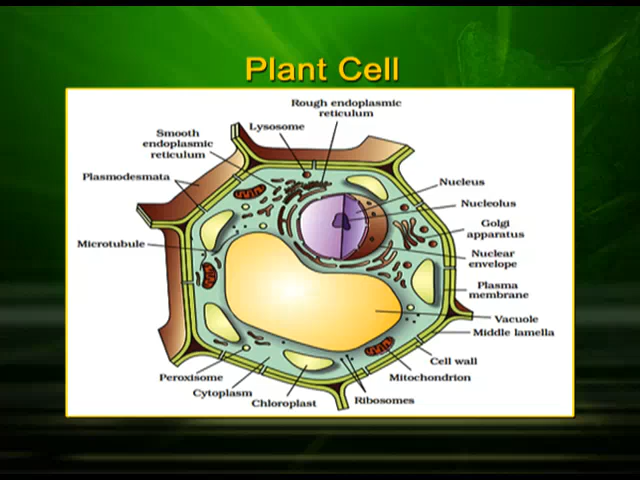 Plant Cell
Rough endoplasmic
reticulum
Lysosome
Smooth
endoplasmic
reticulum
Plasmodesmata
Nucleus
Nucleolus
Golgi
apparatus
Microtubule
Nuclear
envelope
Plasma
membrane
Vacuole
Middle lamella
Cell wall
Mitochondrion
Peroxisome
Cytoplasm
Chloroplast
Ribosomes